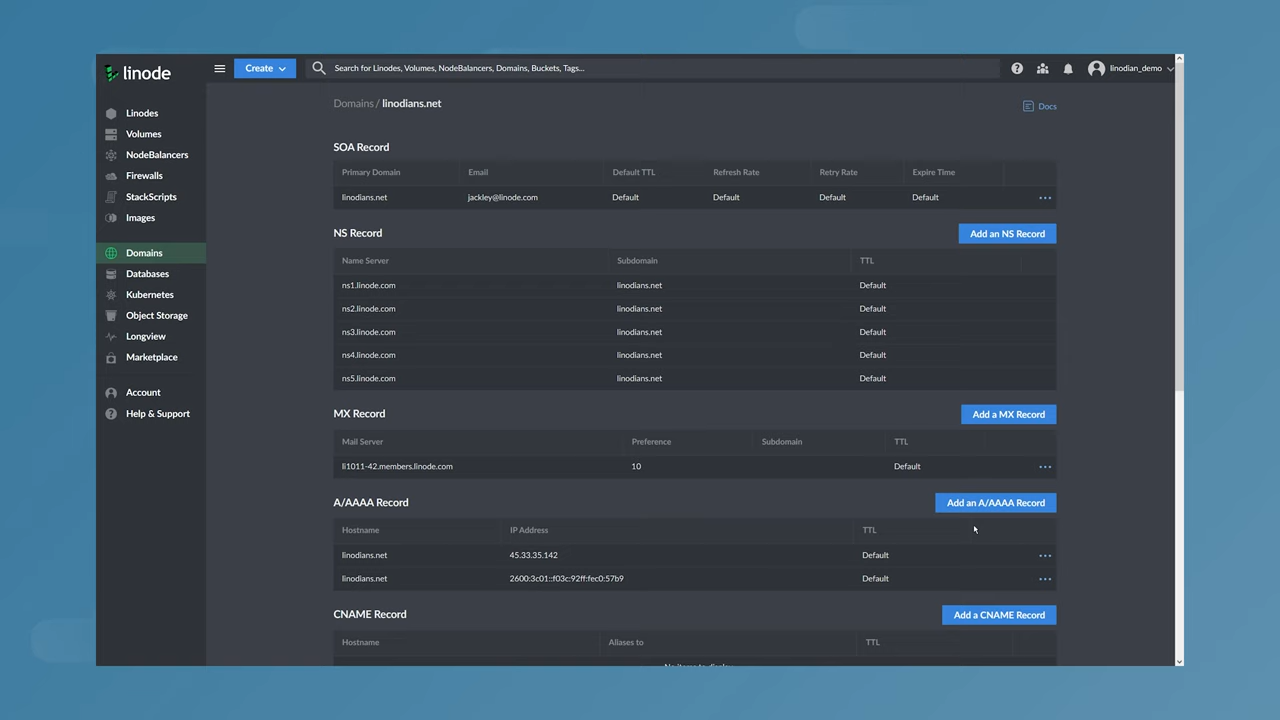 linode
Create
Search for Linodes, Volumes, NodeBalancers, Domains, Buckets, Tags...
linodian_demo
Linodes
Volumes
NodeBalancers
Firewalls
StackScripts
Images
Domains
Databases
Kubernetes
Object Storage
Longview
Marketplace
Account
Help & Support
Domains / linodians.net
Docs
SOA Record
Primary Domain Email Default TTL Refresh Rate Retry Rate Expire Time
linodians.net jackley@linode.com Default Default Default Default
NS Record
Add an NS Record
Name Server Subdomain TTL
ns1.linode.com linodians.net Default
ns2.linode.com linodians.net Default
ns3.linode.com linodians.net Default
ns4.linode.com linodians.net Default
ns5.linode.com linodians.net Default
MX Record
Add a MX Record
Mail Server Preference Subdomain TTL
li1011-42.members.linode.com 10 Default
A/AAAA Record
Add an A/AAAA Record
Hostname IP Address TTL
linodians.net 45.33.35.142 Default
linodians.net 2600:3c01::f03c:92ff:fec0:57b9 Default
CNAME Record
Add a CNAME Record
Hostname Aliases to TTL